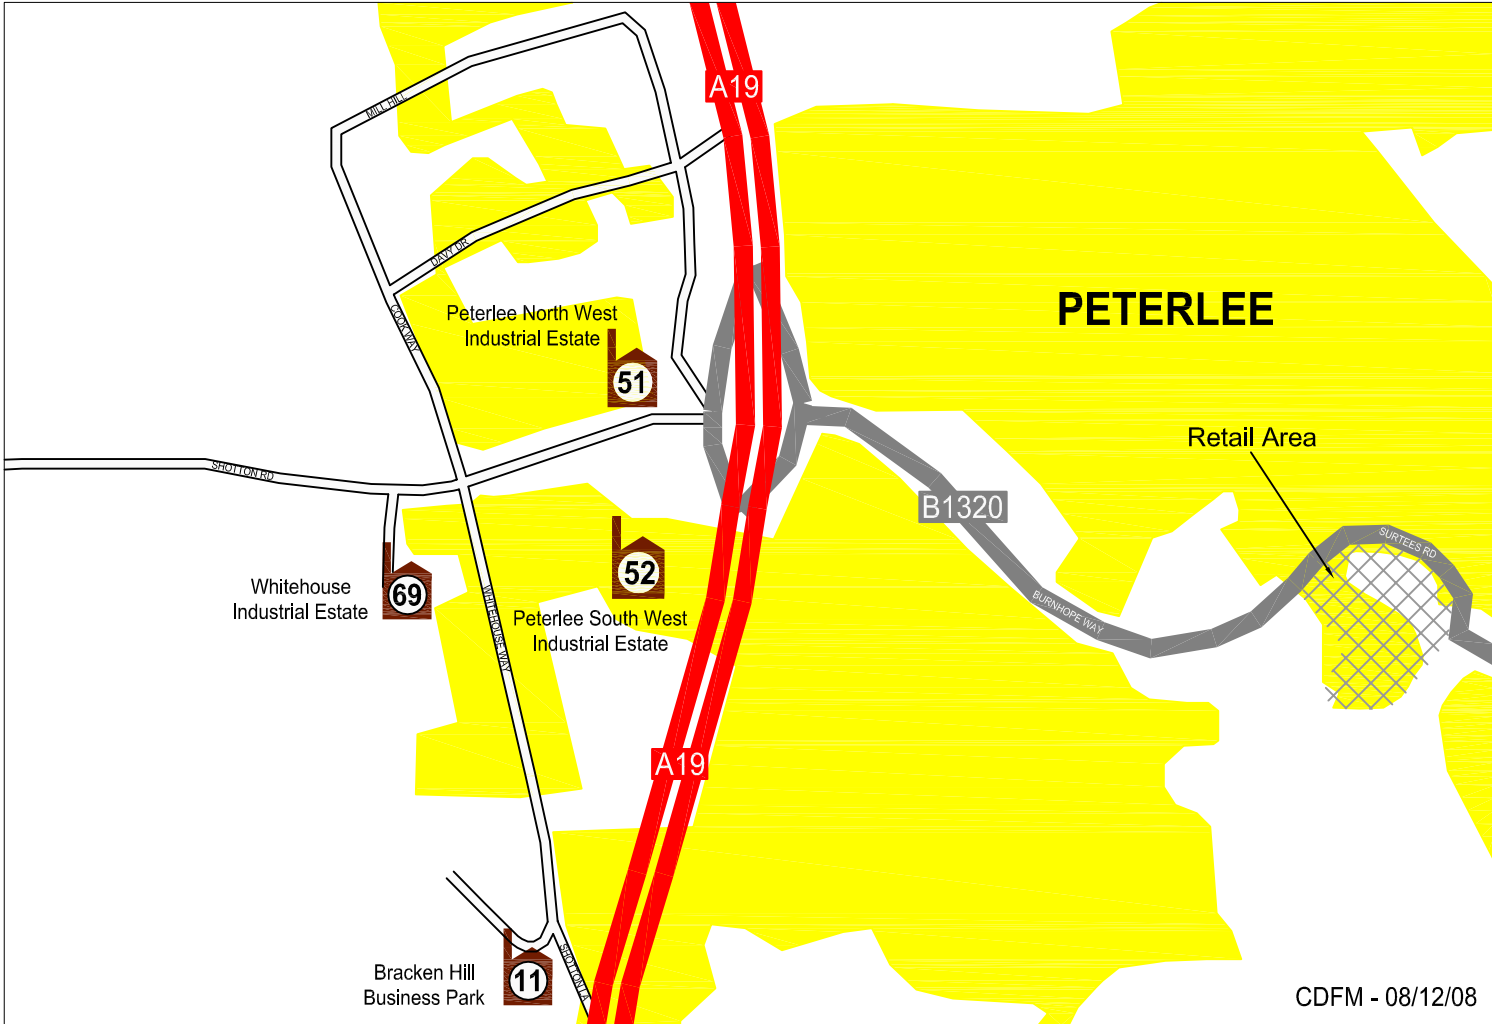 A19
MILL HILL
DAVY DR
PETERLEE
Peterlee North West
Industrial Estate
COOK WAY
51
Retail Area
SHOTTON RD
B1320
SURTEES RD
52
Whitehouse
Industrial Estate
69
WHITEHOUSE WAY
Peterlee South West
Industrial Estate
BURNHOPE WAY
A19
Bracken Hill
Business Park
11
SHOTTON LA
CDFM - 08/12/08